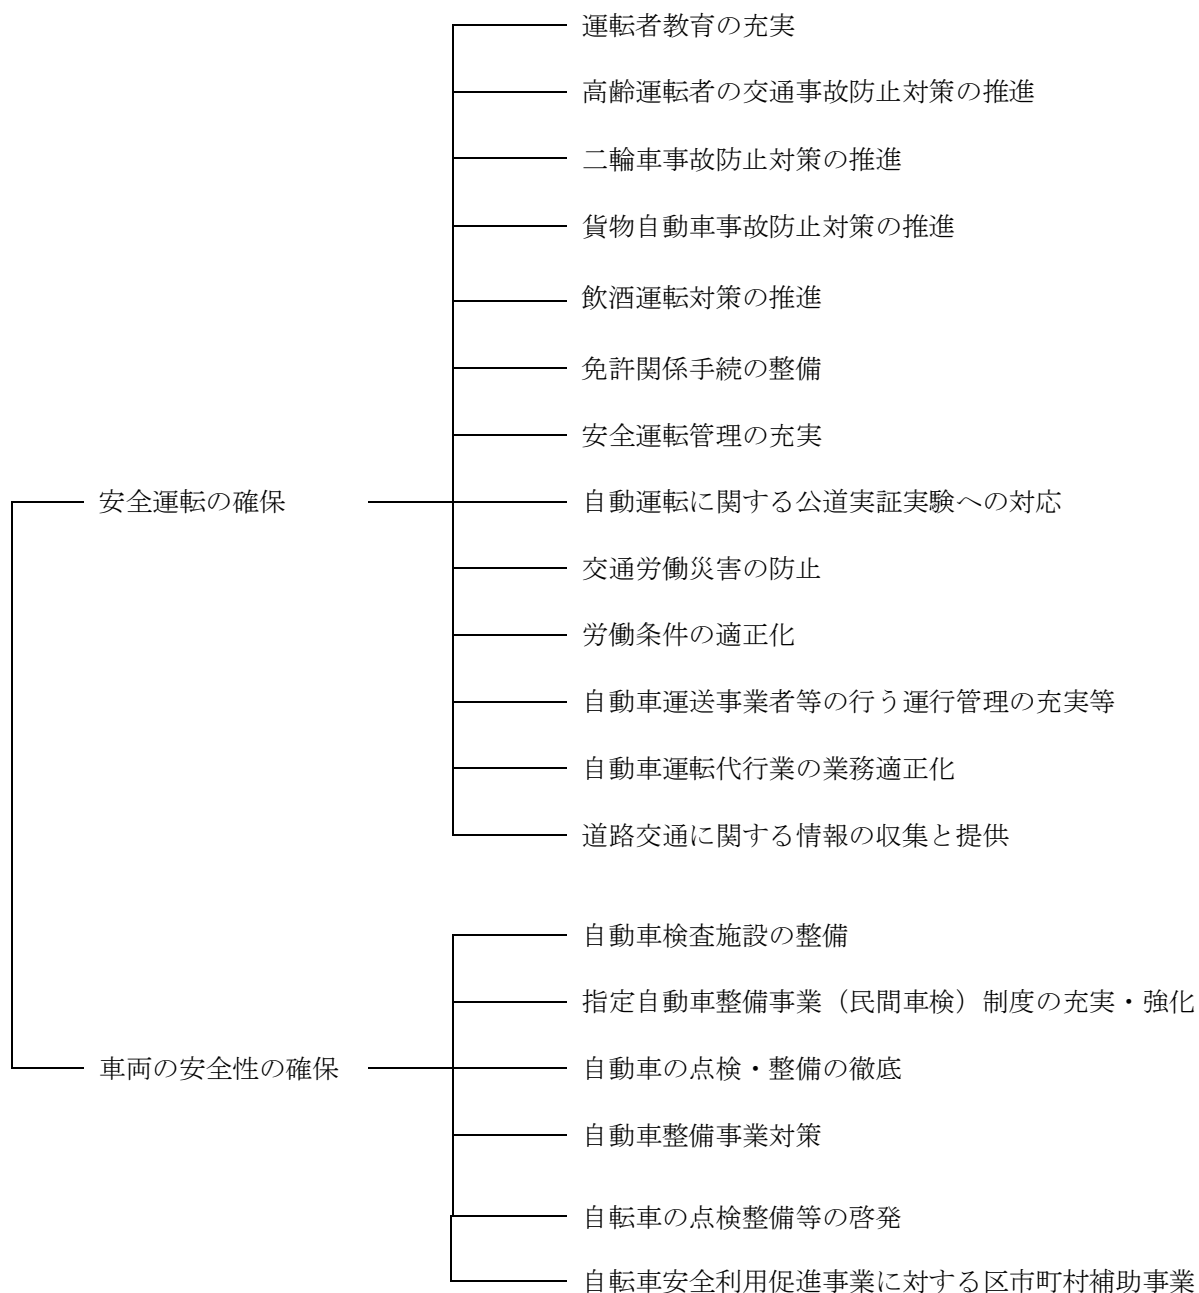 運転者教育の充実
高齢運転者の交通事故防止対策の推進
二輪車事故防止対策の推進
貨物自動車事故防止対策の推進
飲酒運転対策の推進
免許関係手続の整備
安全運転管理の充実
安全運転の確保
自動運転に関する公道実証実験への対応
交通労働災害の防止
労働条件の適正化
自動車運送事業者等の行う運行管理の充実等
自動車運転代行業の業務適正化
道路交通に関する情報の収集と提供
自動車検査施設の整備
指定自動車整備事業（民間車検）制度の充実・強化
車両の安全性の確保
自動車の点検・整備の徹底
自動車整備事業対策
自転車の点検整備等の啓発
自転車安全利用促進事業に対する区市町村補助事業